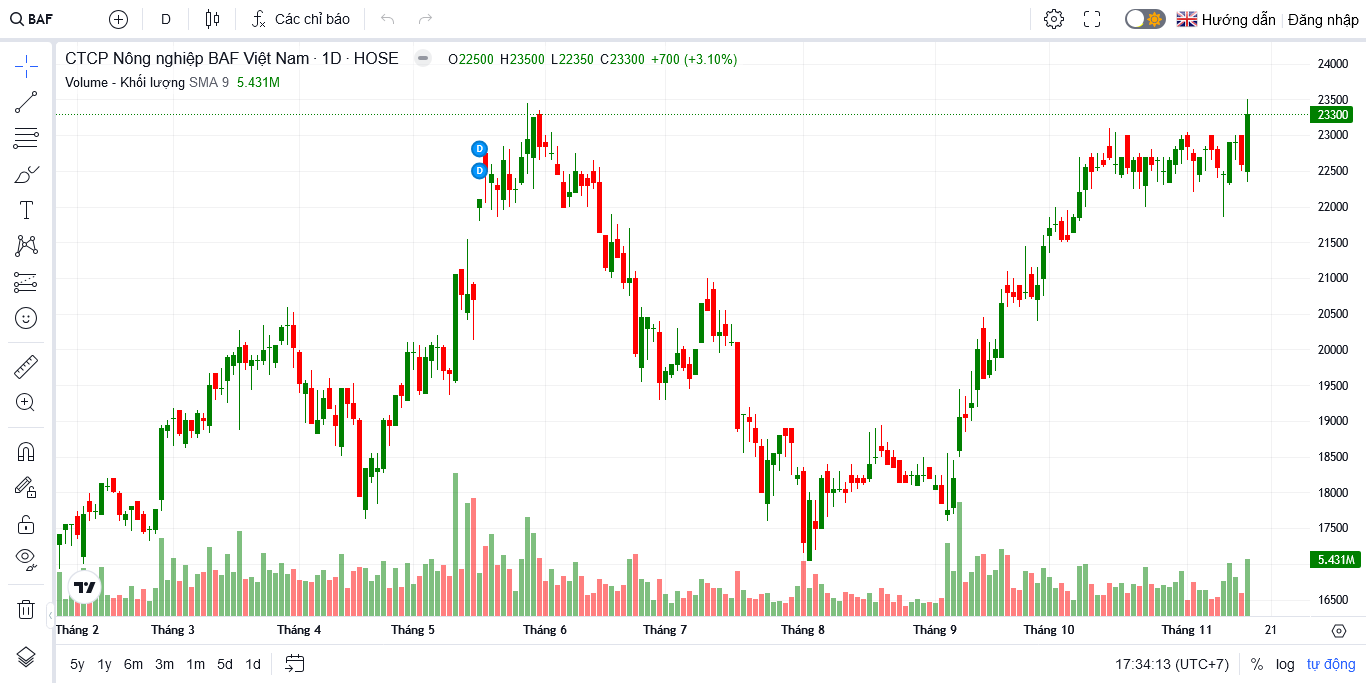 BAF D Các chỉ báo Hướng dẫn Đăng nhập
CTCP Nông nghiệp BAF Việt Nam · 1D · HOSE O22500 H23500 L22350 C23300 +700 (+3.10%)
Volume - Khối lượng SMA 9 5.431M
24000
23500
23300
23000
22500
22000
21500
21000
20500
20000
19500
19000
18500
18000
17500
5.431M
16500
D
D
Tháng 2 Tháng 3 Tháng 4 Tháng 5 Tháng 6 Tháng 7 Tháng 8 Tháng 9 Tháng 10 Tháng 11 21
5y 1y 6m 3m 1m 5d 1d 17:34:13 (UTC+7) % log tự động